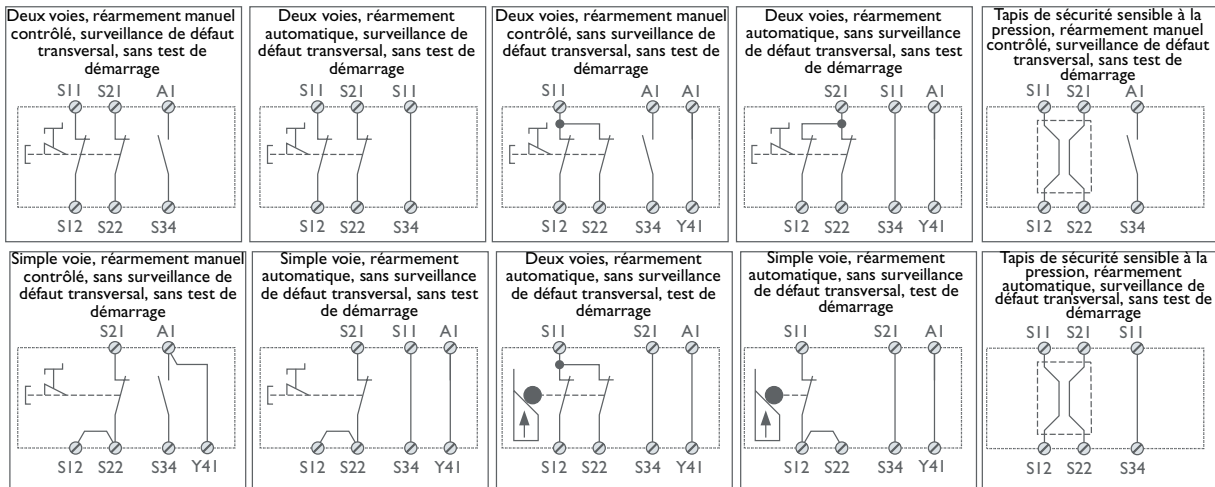 Deux voies, réarmement manuel
contrôlé, surveillance de défaut
transversal, sans test de
démarrage
S11 S21 A1
S12 S22 S34
Deux voies, réarmement
automatique, surveillance de
défaut transversal, sans test de
démarrage
S11 S21 S11
S12 S22 S34
Deux voies, réarmement manuel
contrôlé, sans surveillance de
défaut transversal, sans test de
démarrage
S11 A1 A1
S12 S22 S34 Y41
Deux voies, réarmement
automatique, sans surveillance
de défaut transversal, sans test
de démarrage
S21 S11 A1
S12 S22 S34 Y41
Tapis de sécurité sensible à la
pression, réarmement manuel
contrôlé, surveillance de défaut
transversal, sans test de
démarrage
S11 S21 A1
S12 S22 S34
Simple voie, réarmement manuel
contrôlé, sans surveillance de
défaut transversal, sans test de
démarrage
S21 A1
S12 S22 S34 Y41
Simple voie, réarmement
automatique, sans surveillance
de défaut transversal, sans test
de démarrage
S21 S11 A1
S12 S22 S34 Y41
Deux voies, réarmement
automatique, sans surveillance
de défaut transversal, test de
démarrage
S11 S21 A1
S12 S22 S34 Y41
Simple voie, réarmement
automatique, sans surveillance
de défaut transversal, test de
démarrage
S11 S21 A1
S12 S22 S34 Y41
Tapis de sécurité sensible à la
pression, réarmement
automatique, surveillance de
défaut transversal, sans test de
démarrage
S11 S21 S11
S12 S22 S34